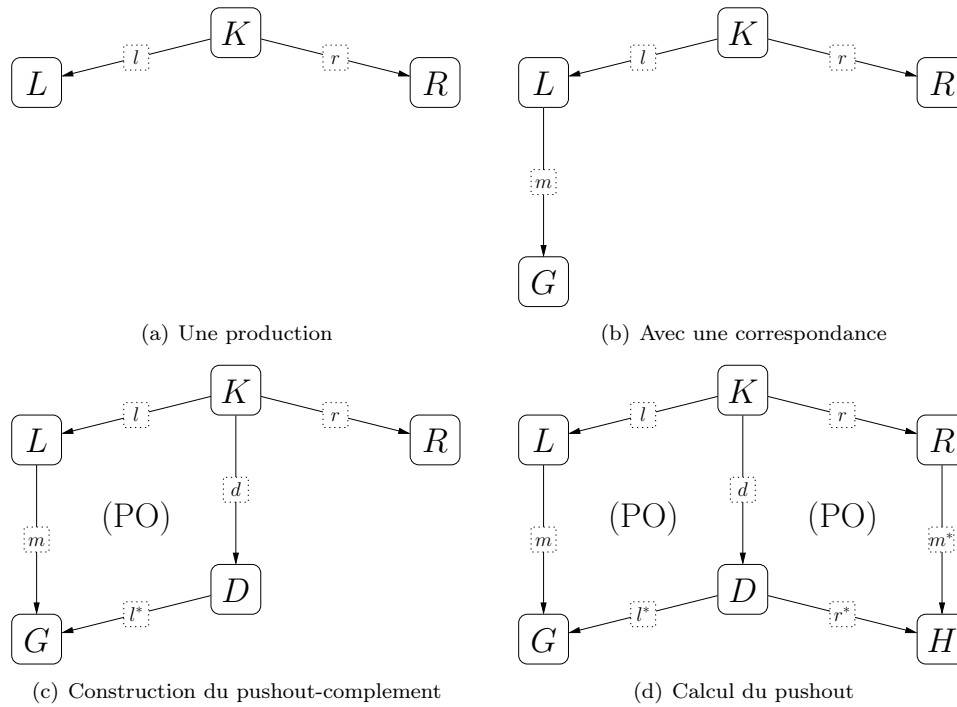 K K
l r l r
L R L R
m
G
(a) Une production (b) Avec une correspondance
K K
l r l r
L R L R
d d
(PO) (PO) (PO)
m m m*
D D
l* l* r*
G G H
(c) Construction du pushout-complement (d) Calcul du pushout